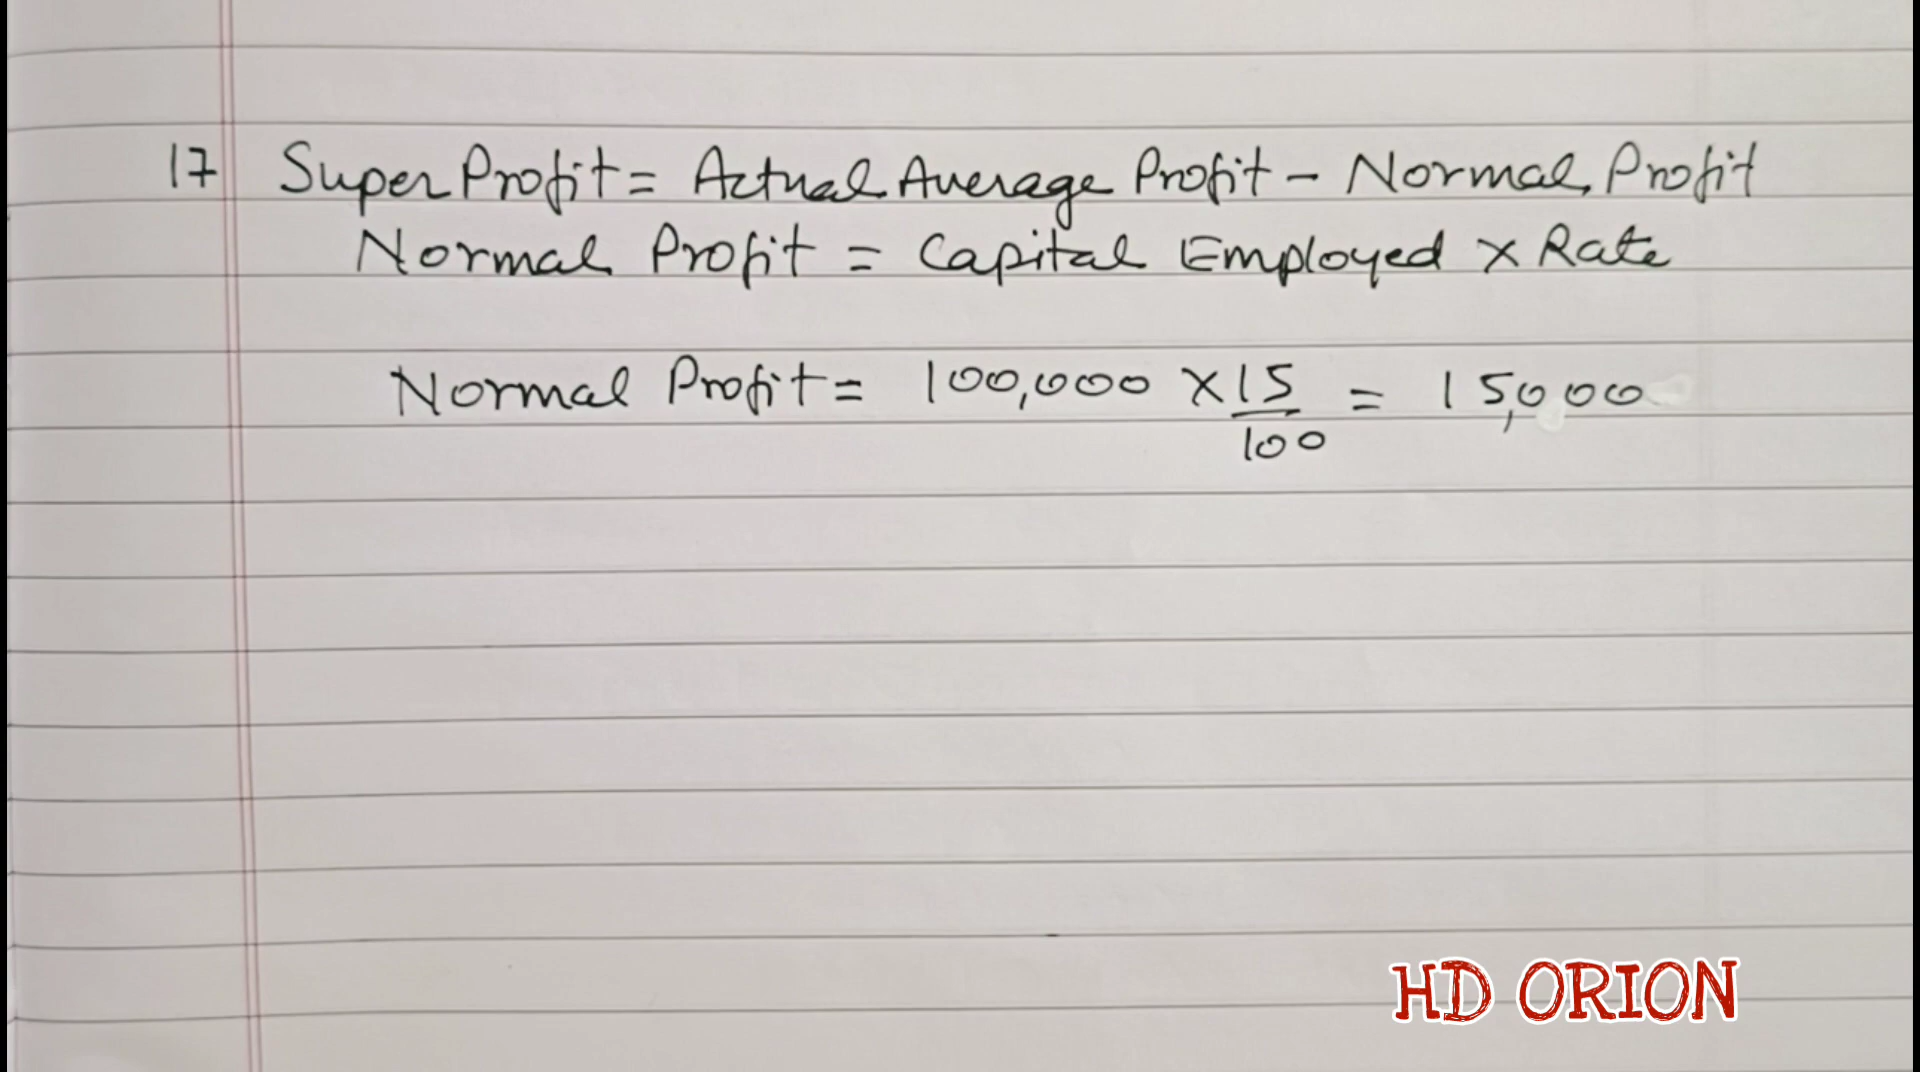 17 Super Profit = Actual Average Profit - Normal Profit
Normal Profit = Capital Employed × Rate
Normal Profit = 100,000 × 15/100 = 15,000
HD ORION